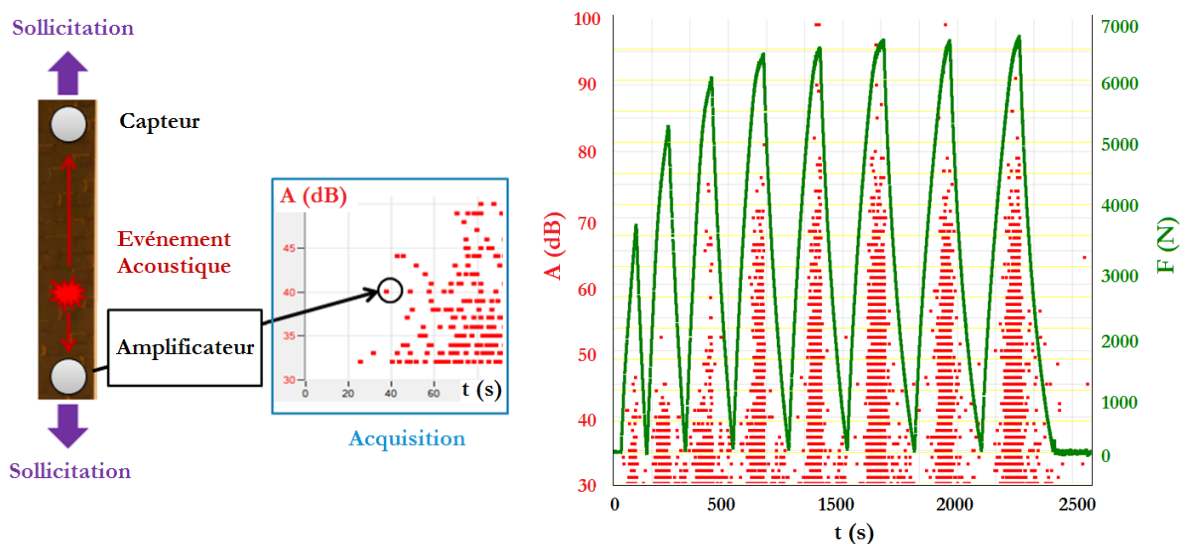 Sollicitation
Capteur
Evénement
Acoustique
Amplificateur
Sollicitation
A (dB)
45
40
35
30
0
20
40
60
t (s)
Acquisition
A (dB)
100
90
80
70
60
50
40
30
0
500
1000
1500
2000
2500
t (s)
F (N)
7000
6000
5000
4000
3000
2000
1000
0